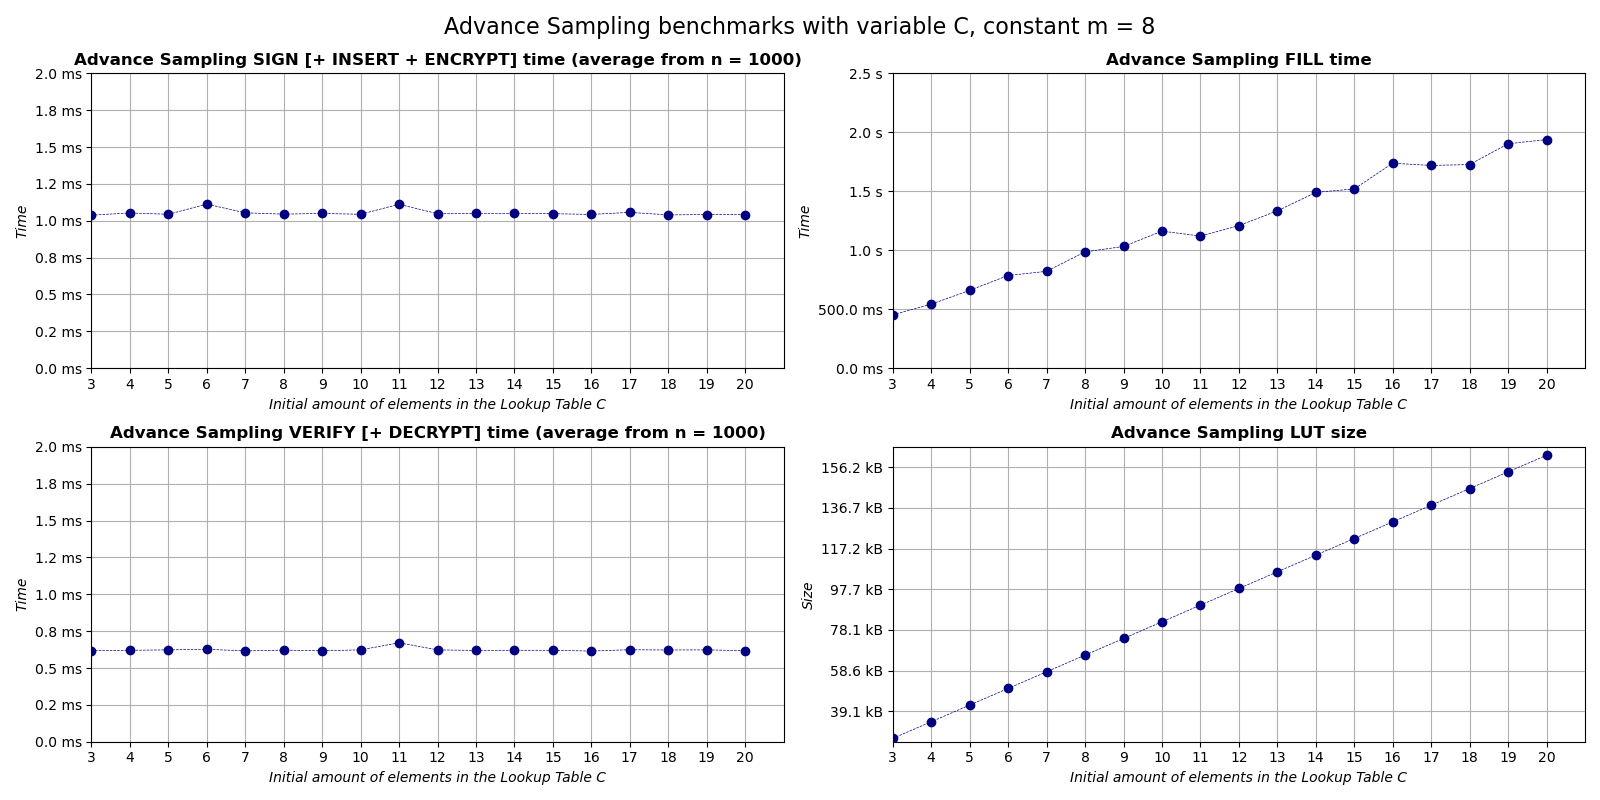 Advance Sampling benchmarks with variable C, constant m = 8
Advance Sampling SIGN [+ INSERT + ENCRYPT] time (average from n = 1000)
2.0 ms
1.8 ms
1.5 ms
1.2 ms
1.0 ms
0.8 ms
0.5 ms
0.2 ms
0.0 ms
Time
3 4 5 6 7 8 9 10 11 12 13 14 15 16 17 18 19 20
Initial amount of elements in the Lookup Table C
Advance Sampling FILL time
2.5 s
2.0 s
1.5 s
1.0 s
500.0 ms
0.0 ms
Time
3 4 5 6 7 8 9 10 11 12 13 14 15 16 17 18 19 20
Initial amount of elements in the Lookup Table C
Advance Sampling VERIFY [+ DECRYPT] time (average from n = 1000)
2.0 ms
1.8 ms
1.5 ms
1.2 ms
1.0 ms
0.8 ms
0.5 ms
0.2 ms
0.0 ms
Time
3 4 5 6 7 8 9 10 11 12 13 14 15 16 17 18 19 20
Initial amount of elements in the Lookup Table C
Advance Sampling LUT size
156.2 kB
136.7 kB
117.2 kB
97.7 kB
78.1 kB
58.6 kB
39.1 kB
Size
3 4 5 6 7 8 9 10 11 12 13 14 15 16 17 18 19 20
Initial amount of elements in the Lookup Table C